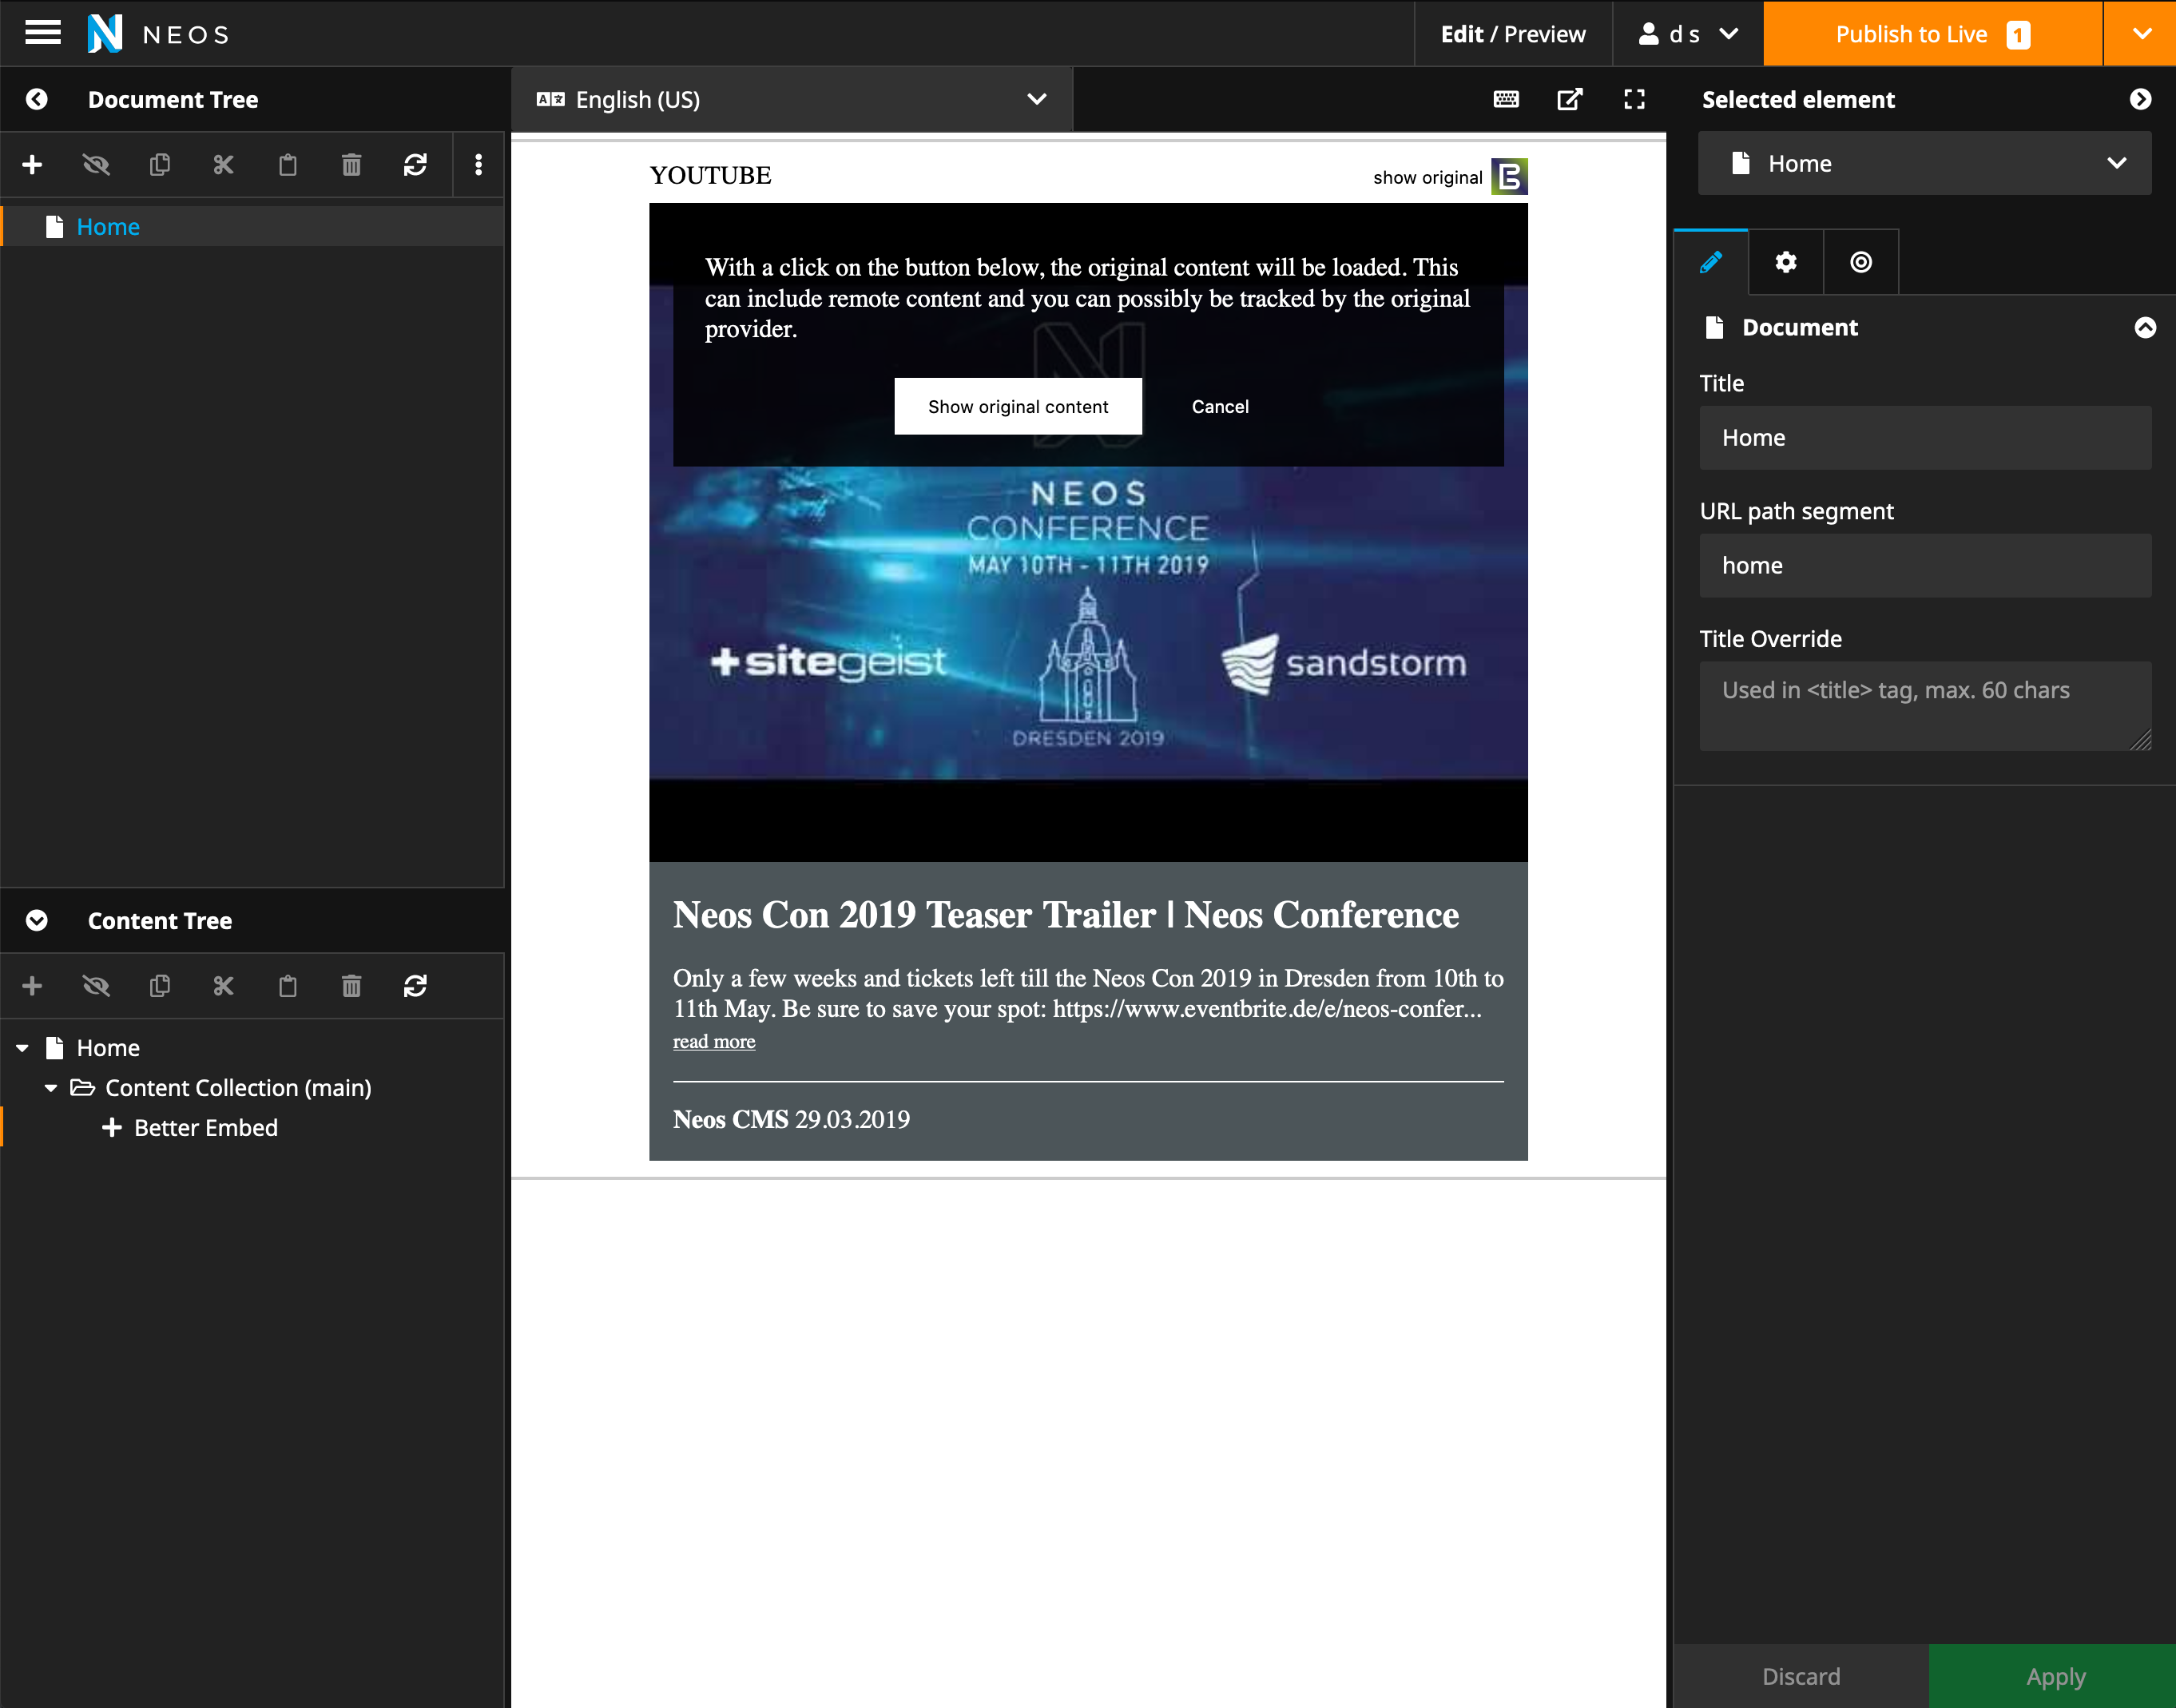 NEOS
Edit / Preview
d s
Publish to Live 1
Document Tree
English (US)
Selected element
Home
Home
YOUTUBE
show original
With a click on the button below, the original content will be loaded. This
can include remote content and you can possibly be tracked by the original
provider.
Show original content
Cancel
NEOS
CONFERENCE
MAY 10TH - 11TH 2019
sitegeist
sandstorm
DRESDEN 2019
Neos Con 2019 Teaser Trailer | Neos Conference
Only a few weeks and tickets left till the Neos Con 2019 in Dresden from 10th to
11th May. Be sure to save your spot: https://www.eventbrite.de/e/neos-confer...
read more
Neos CMS 29.03.2019
Document
Title
Home
URL path segment
home
Title Override
Used in <title> tag, max. 60 chars
Content Tree
Home
Content Collection (main)
Better Embed
Discard
Apply